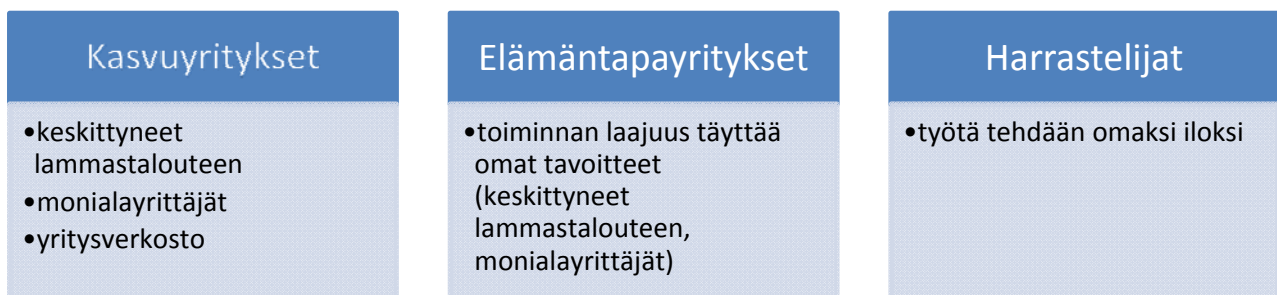 Kasvuyritykset
•keskittyneet
lammastalouteen
•monialayrittäjät
•yritysverkosto
Elämäntapayritykset
•toiminnan laajuus täyttää
omat tavoitteet
(keskittyneet
lammastalouteen,
monialayrittäjät)
Harrastelijat
•työtä tehdään omaksi iloksi